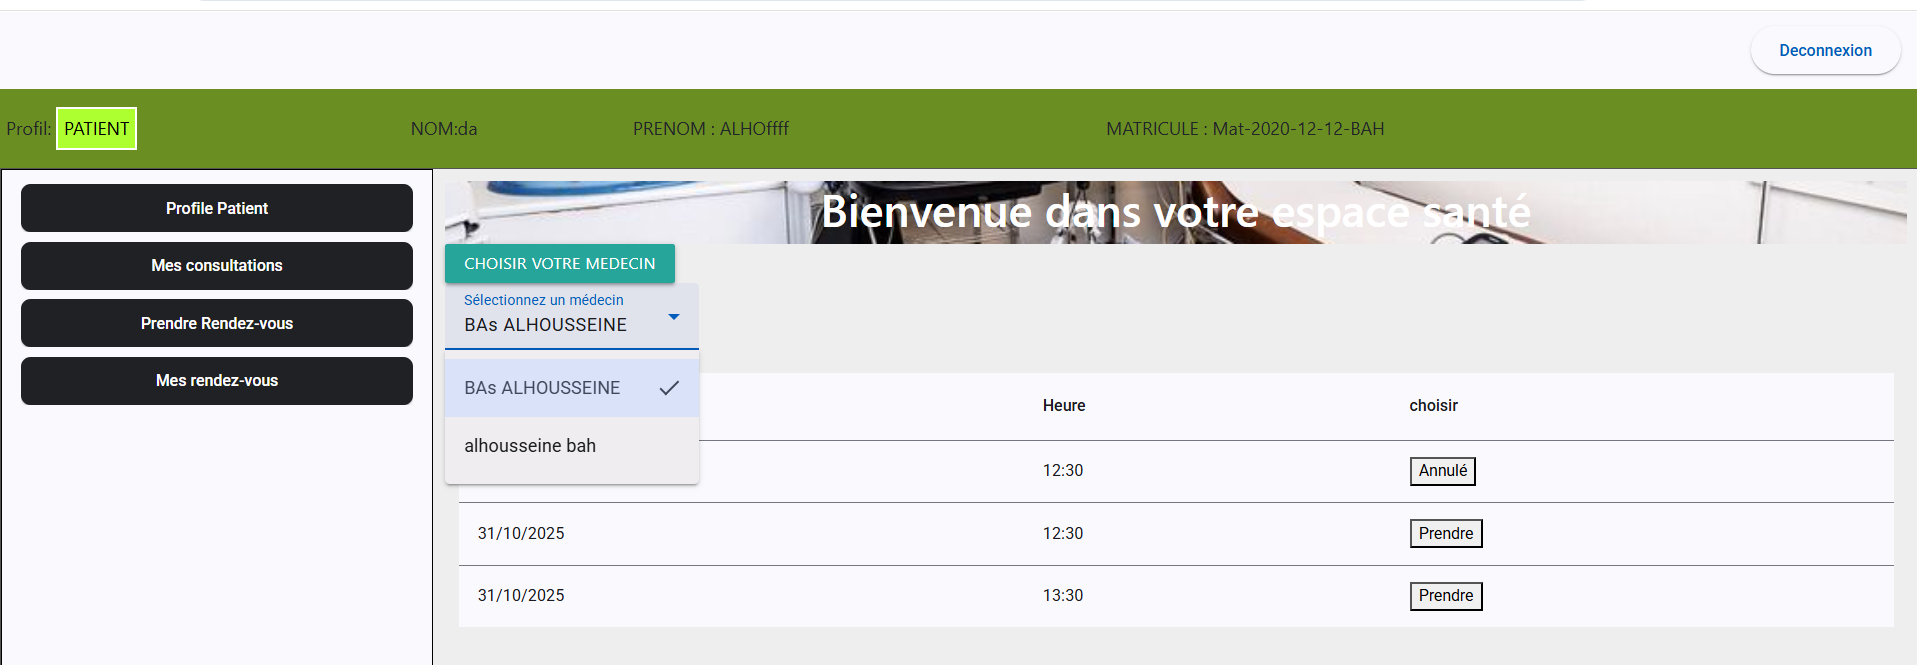 Deconnexion
Profil: PATIENT NOM:da PRENOM : ALHOffff MATRICULE : Mat-2020-12-12-BAH
Profile Patient
Mes consultations
Prendre Rendez-vous
Mes rendez-vous
Bienvenue dans votre espace santé
CHOISIR VOTRE MEDECIN
Sélectionnez un médecin
BAs ALHOUSSEINE
BAs ALHOUSSEINE
alhousseine bah
Heure choisir
12:30 Annulé
31/10/2025 12:30 Prendre
31/10/2025 13:30 Prendre